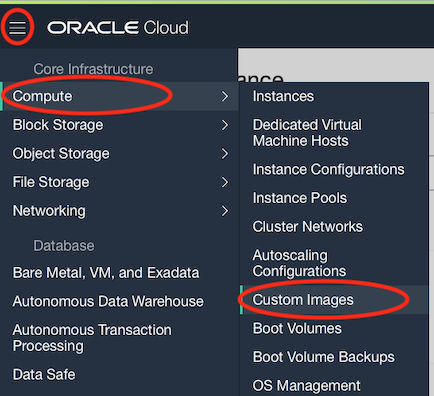 ORACLE Cloud
Core Infrastructure
Compute
Block Storage
Object Storage
File Storage
Networking
Database
Bare Metal, VM, and Exadata
Autonomous Data Warehouse
Autonomous Transaction
Processing
Data Safe
Instances
Dedicated Virtual
Machine Hosts
Instance Configurations
Instance Pools
Cluster Networks
Autoscaling
Configurations
Custom Images
Boot Volumes
Boot Volume Backups
OS Management